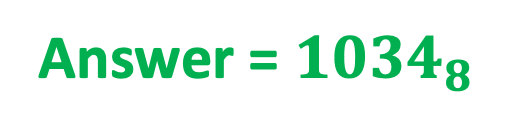 Answer = 1034₈